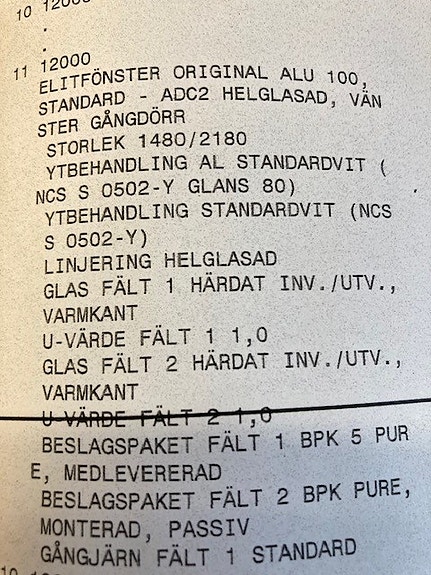 10 12000
.
.
11 12000
ELITFÖNSTER ORIGINAL ALU 100,
STANDARD - ADC2 HELGLASAD, VÄN
STER GÅNGDÖRR
STORLEK 1480/2180
YTBEHANDLING AL STANDARDVIT (
NCS S 0502-Y GLANS 80)
YTBEHANDLING STANDARDVIT (NCS
S 0502-Y)
LINJERING HELGLASAD
GLAS FÄLT 1 HÄRDAT INV./UTV.,
VARMKANT
U-VÄRDE FÄLT 1 1,0
GLAS FÄLT 2 HÄRDAT INV./UTV.,
VARMKANT
U-VÄRDE FÄLT 2 1,0
BESLAGSPAKET FÄLT 1 BPK 5 PUR
E, MEDLEVERERAD
BESLAGSPAKET FÄLT 2 BPK PURE,
MONTERAD, PASSIV
GÅNGJÄRN FÄLT 1 STANDARD